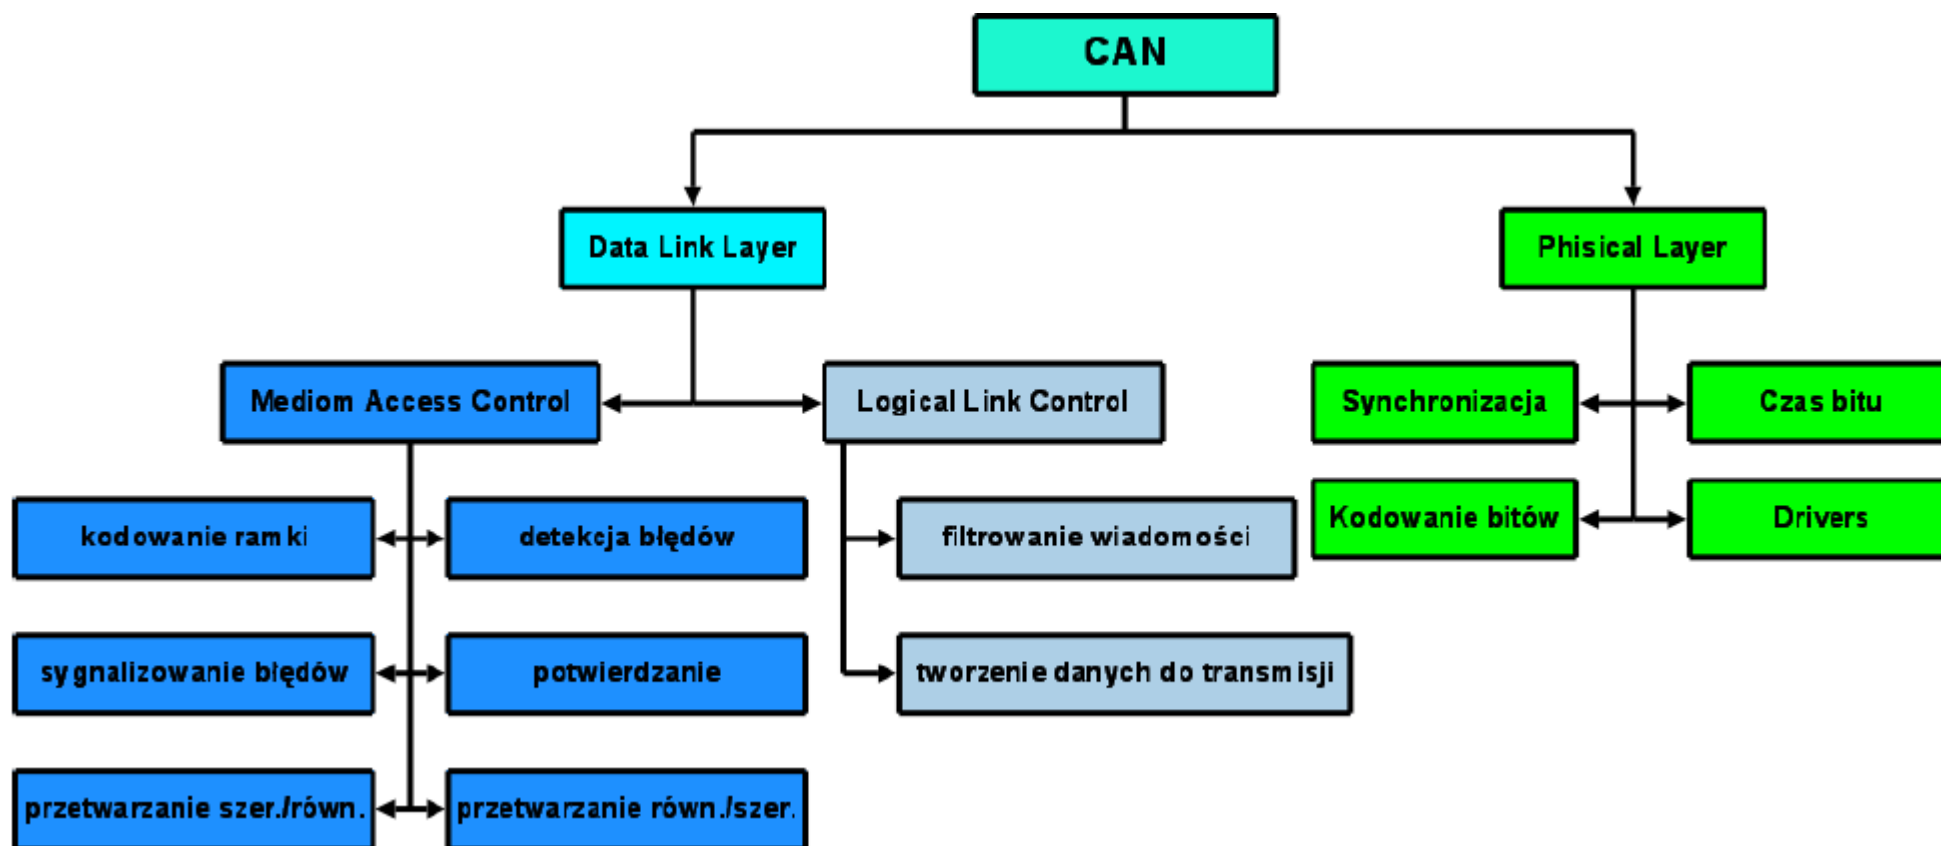 CAN
Data Link Layer
Phisical Layer
Mediom Access Control
Logical Link Control
Synchronizacja
Czas bitu
kodowanie ramki
detekcja błędów
filtrowanie wiadomości
Kodowanie bitów
Drivers
sygnalizowanie błędów
potwierdzanie
tworzenie danych do transmisji
przetwarzanie szer./równ.
przetwarzanie równ./szer.